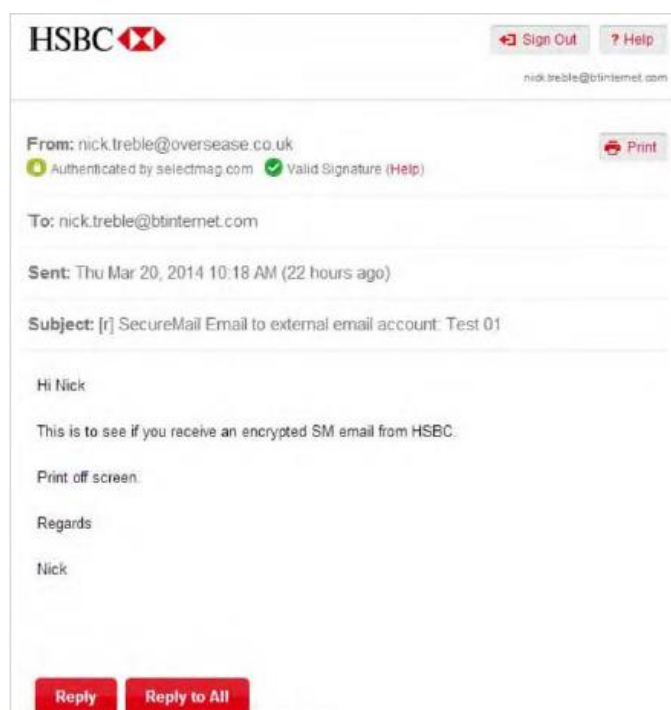 HSBC
Sign Out
? Help
nick.treble@btinternet.com
From: nick.treble@oversease.co.uk
Print
Authenticated by selectmag.com Valid Signature (Help)
To: nick.treble@btinternet.com
Sent: Thu Mar 20, 2014 10:18 AM (22 hours ago)
Subject: [r] SecureMail Email to external email account: Test 01
Hi Nick
This is to see if you receive an encrypted SM email from HSBC.
Print off screen.
Regards
Nick
Reply
Reply to All